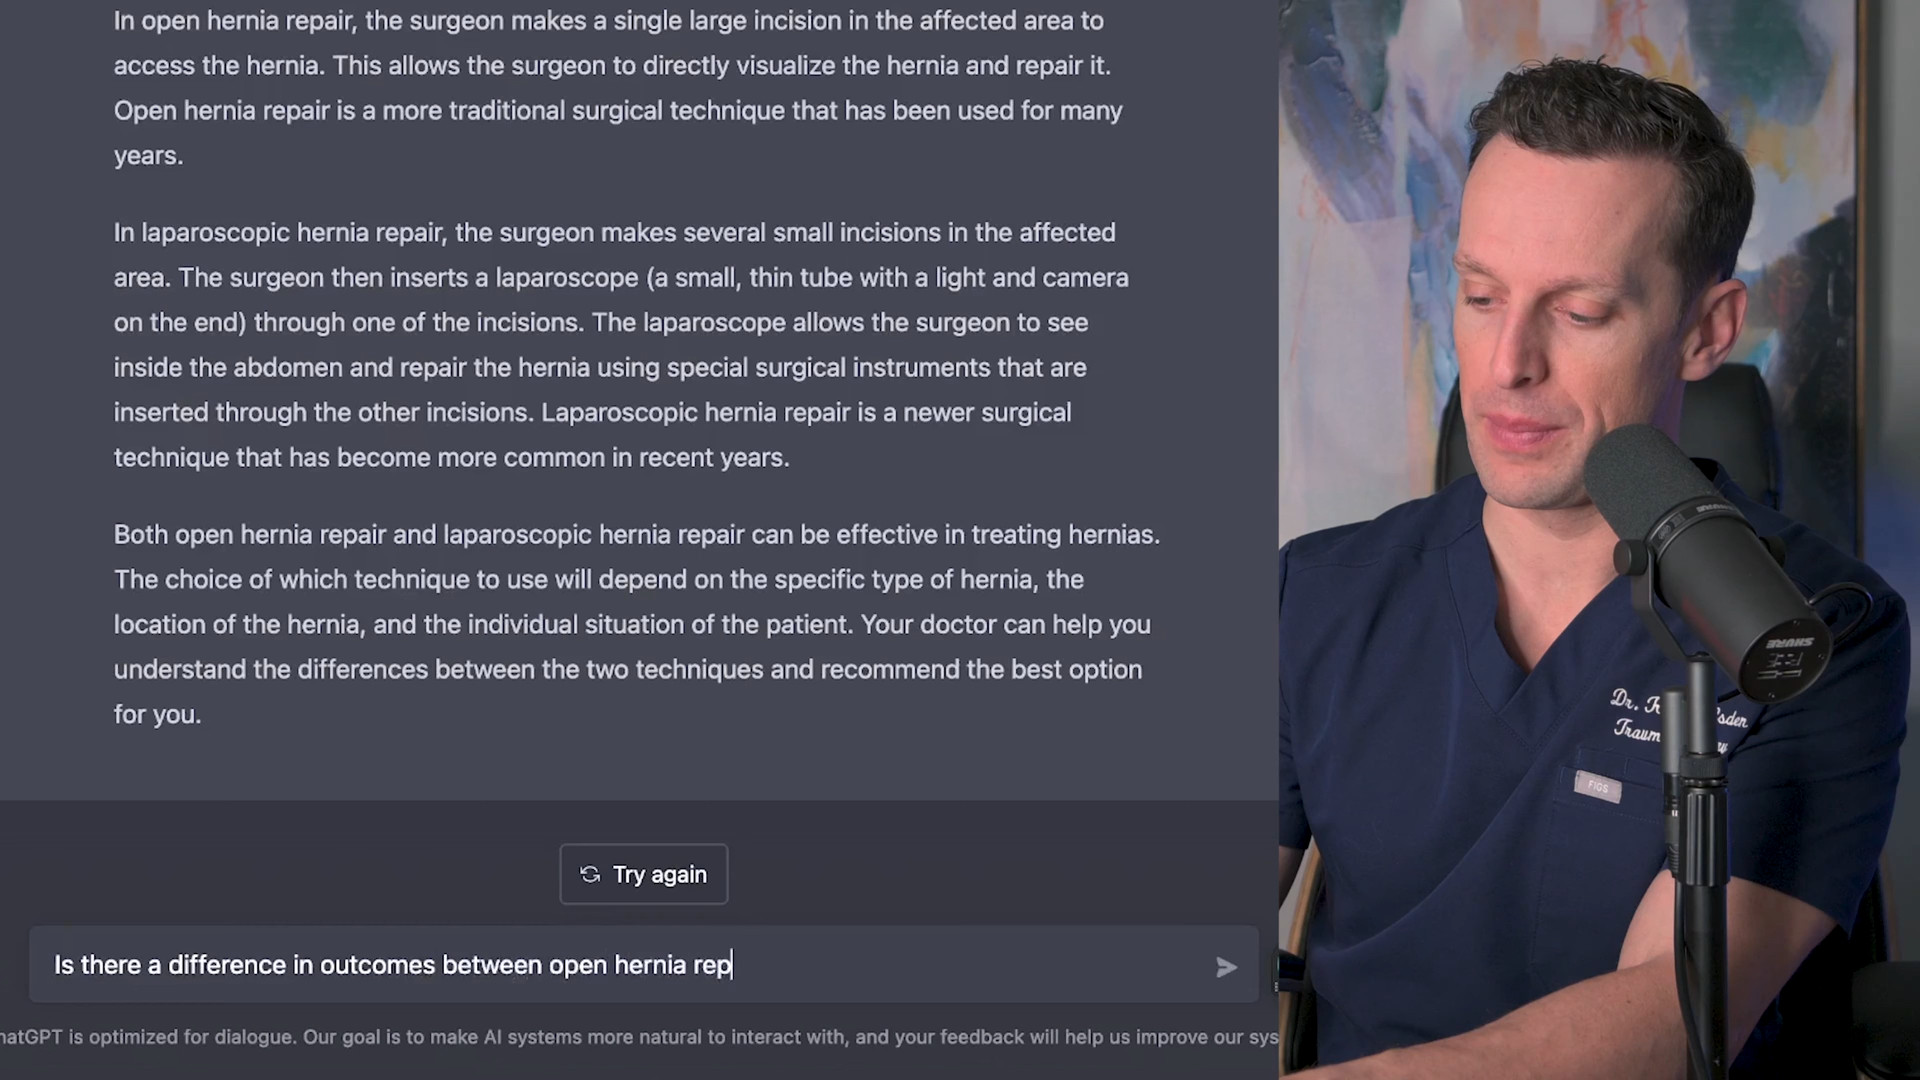 In open hernia repair, the surgeon makes a single large incision in the affected area to
access the hernia. This allows the surgeon to directly visualize the hernia and repair it.
Open hernia repair is a more traditional surgical technique that has been used for many
years.
In laparoscopic hernia repair, the surgeon makes several small incisions in the affected
area. The surgeon then inserts a laparoscope (a small, thin tube with a light and camera
on the end) through one of the incisions. The laparoscope allows the surgeon to see
inside the abdomen and repair the hernia using special surgical instruments that are
inserted through the other incisions. Laparoscopic hernia repair is a newer surgical
technique that has become more common in recent years.
Both open hernia repair and laparoscopic hernia repair can be effective in treating hernias.
The choice of which technique to use will depend on the specific type of hernia, the
location of the hernia, and the individual situation of the patient. Your doctor can help you
understand the differences between the two techniques and recommend the best option
for you.
Try again
Is there a difference in outcomes between open hernia rep
hatGPT is optimized for dialogue. Our goal is to make AI systems more natural to interact with, and your feedback will help us improve our sys
Dr.
Traum
FIGS
SHURE